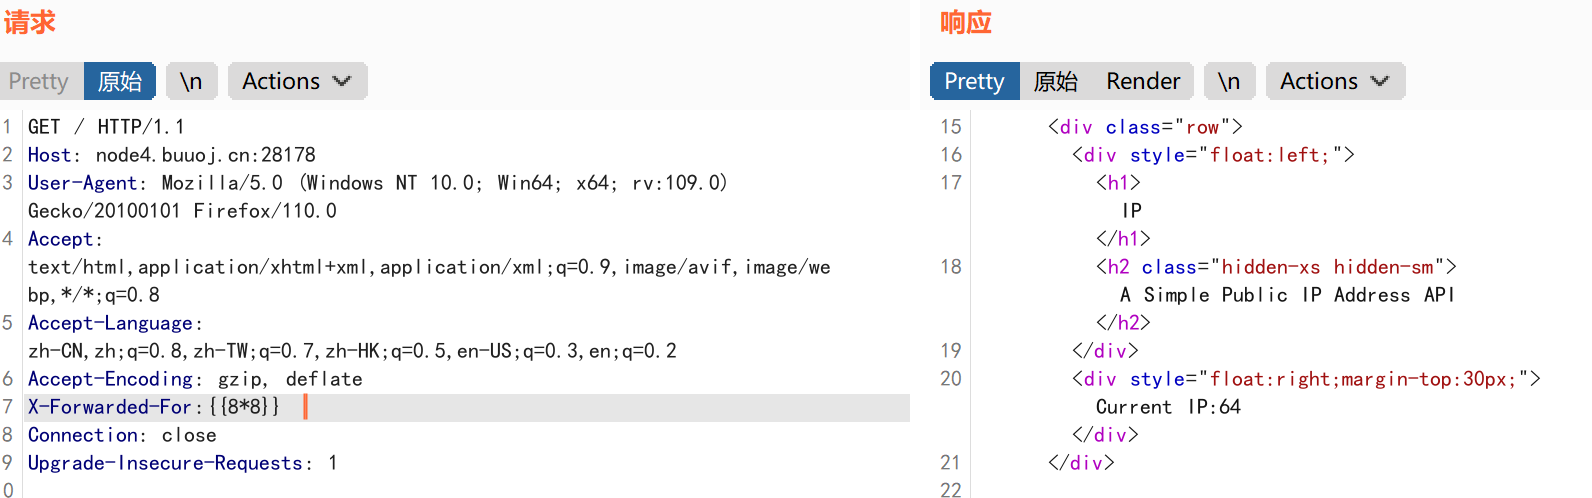 请求
Pretty 原始 \n Actions
1 GET / HTTP/1.1
2 Host: node4.buuoj.cn:28178
3 User-Agent: Mozilla/5.0 (Windows NT 10.0; Win64; x64; rv:109.0)
Gecko/20100101 Firefox/110.0
4 Accept:
text/html,application/xhtml+xml,application/xml;q=0.9,image/avif,image/we
bp,*/*;q=0.8
5 Accept-Language:
zh-CN,zh;q=0.8,zh-TW;q=0.7,zh-HK;q=0.5,en-US;q=0.3,en;q=0.2
6 Accept-Encoding: gzip, deflate
7 X-Forwarded-For:{{8*8}}
8 Connection: close
9 Upgrade-Insecure-Requests: 1
0
响应
Pretty 原始 Render \n Actions
15 <div class="row">
16 <div style="float:left;">
17 <h1>
IP
</h1>
18 <h2 class="hidden-xs hidden-sm">
A Simple Public IP Address API
</h2>
19 </div>
20 <div style="float:right;margin-top:30px;">
Current IP:64
</div>
21 </div>
22